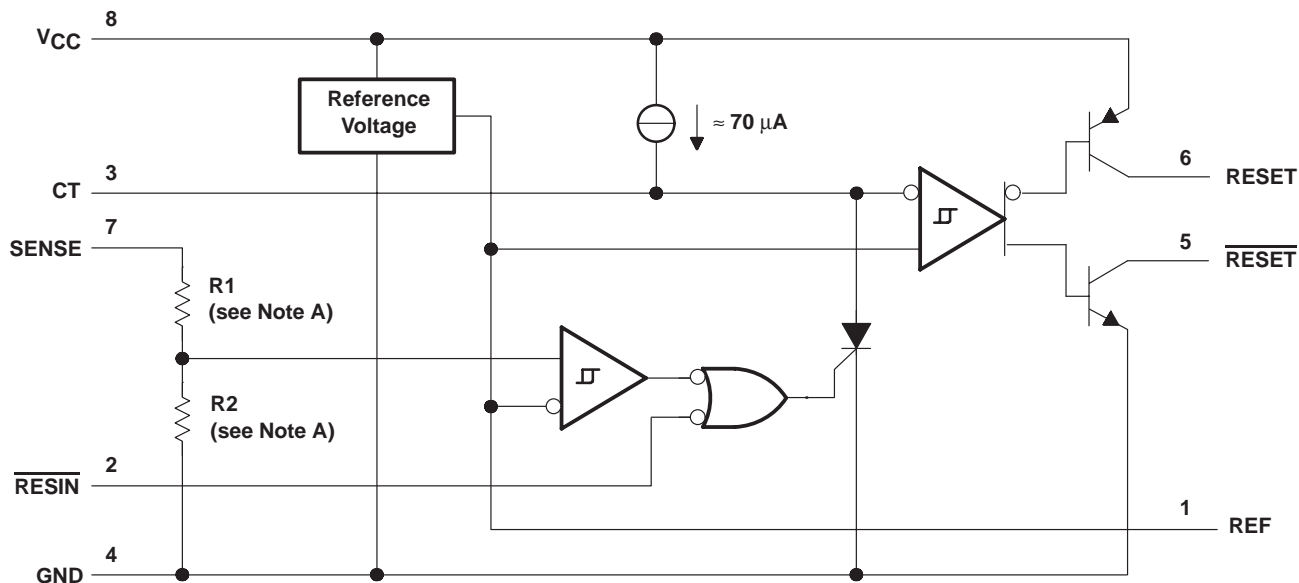 8
VCC
Reference
Voltage
≈ 70 μA
3
CT
6
RESET
7
SENSE
5
RESET
R1
(see Note A)
R2
(see Note A)
2
RESIN
1
REF
4
GND